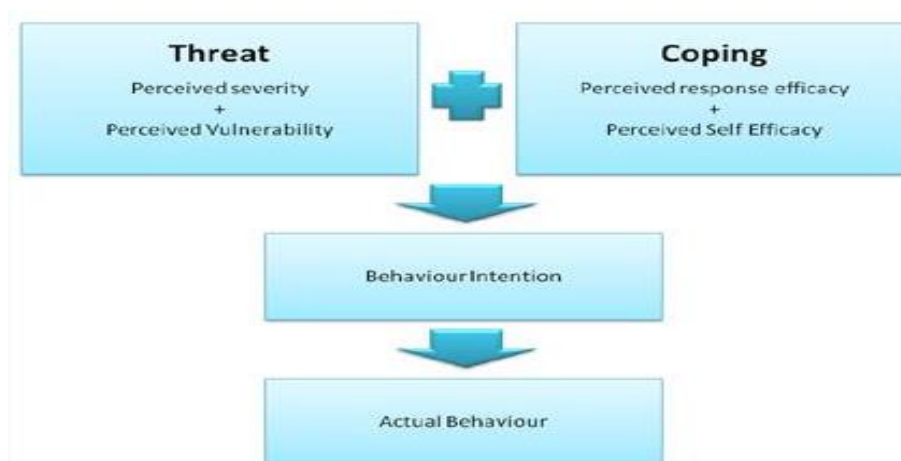 Threat
Perceived severity
+
Perceived Vulnerability
Coping
Perceived response efficacy
+
Perceived Self Efficacy
Behaviour Intention
Actual Behaviour